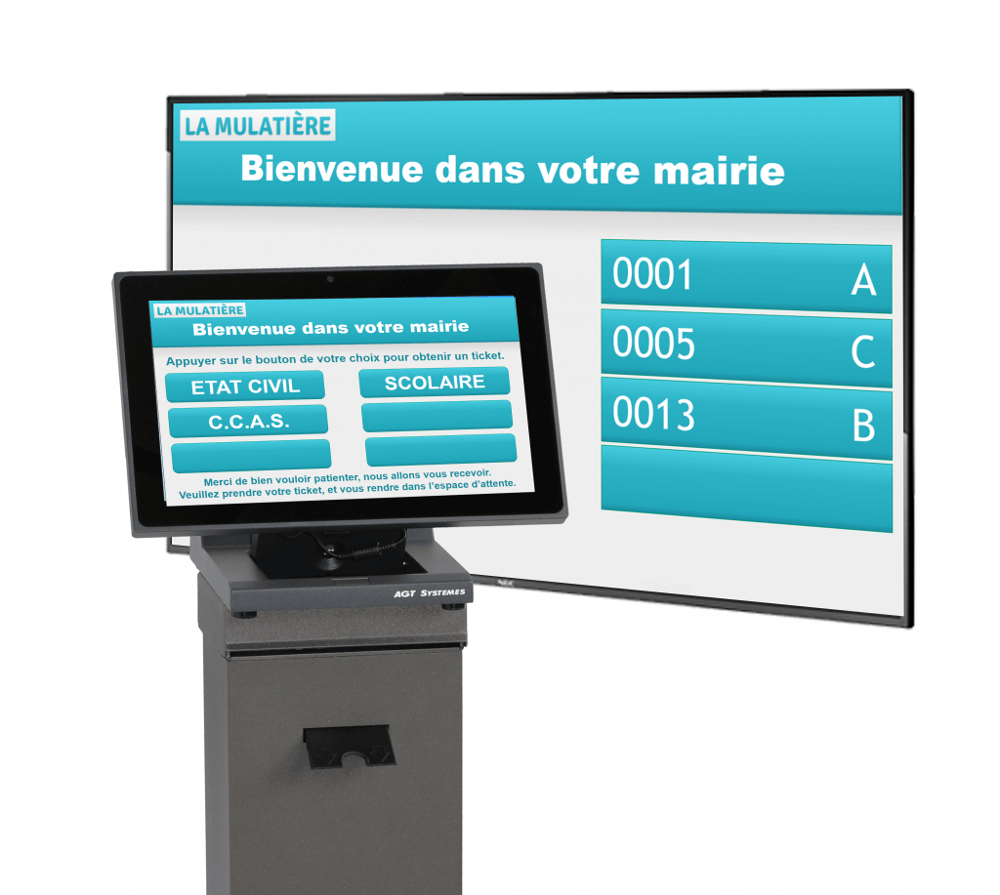 LA MULATIÈRE
Bienvenue dans votre mairie
0001 A
0005 C
0013 B
NEC
LA MULATIÈRE
Bienvenue dans votre mairie
Appuyer sur le bouton de votre choix pour obtenir un ticket.
ETAT CIVIL
SCOLAIRE
C.C.A.S.
Merci de bien vouloir patienter, nous allons vous recevoir.
Veuillez prendre votre ticket, et vous rendre dans l'espace d'attente.
AGT SYSTEMES